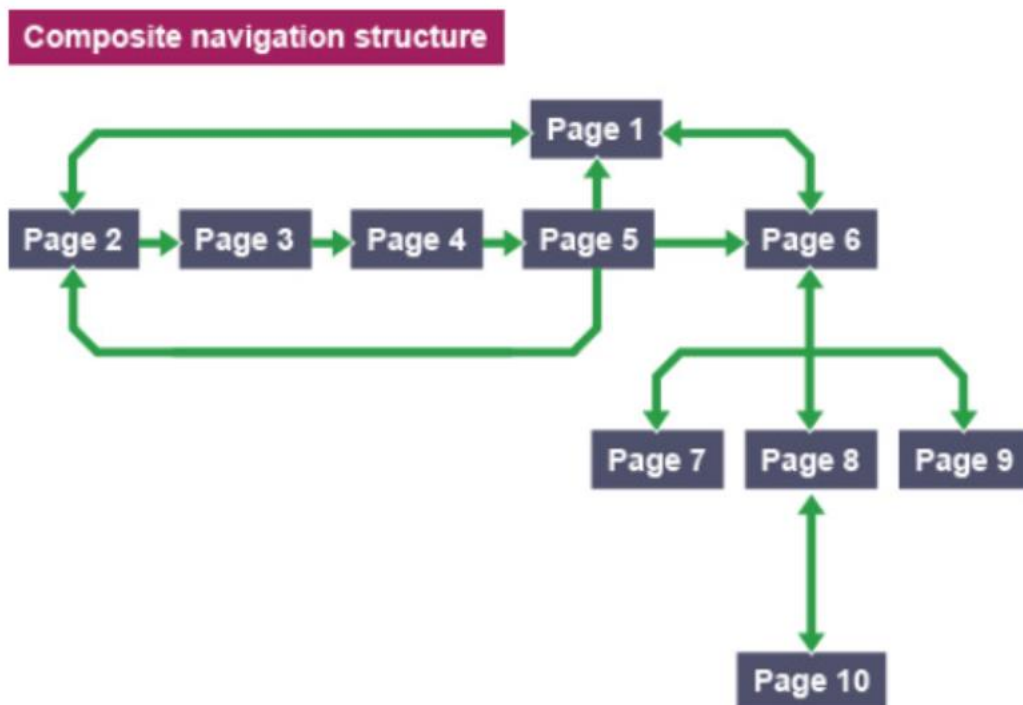 Composite navigation structure
Page 1
Page 2
Page 3
Page 4
Page 5
Page 6
Page 7
Page 8
Page 9
Page 10